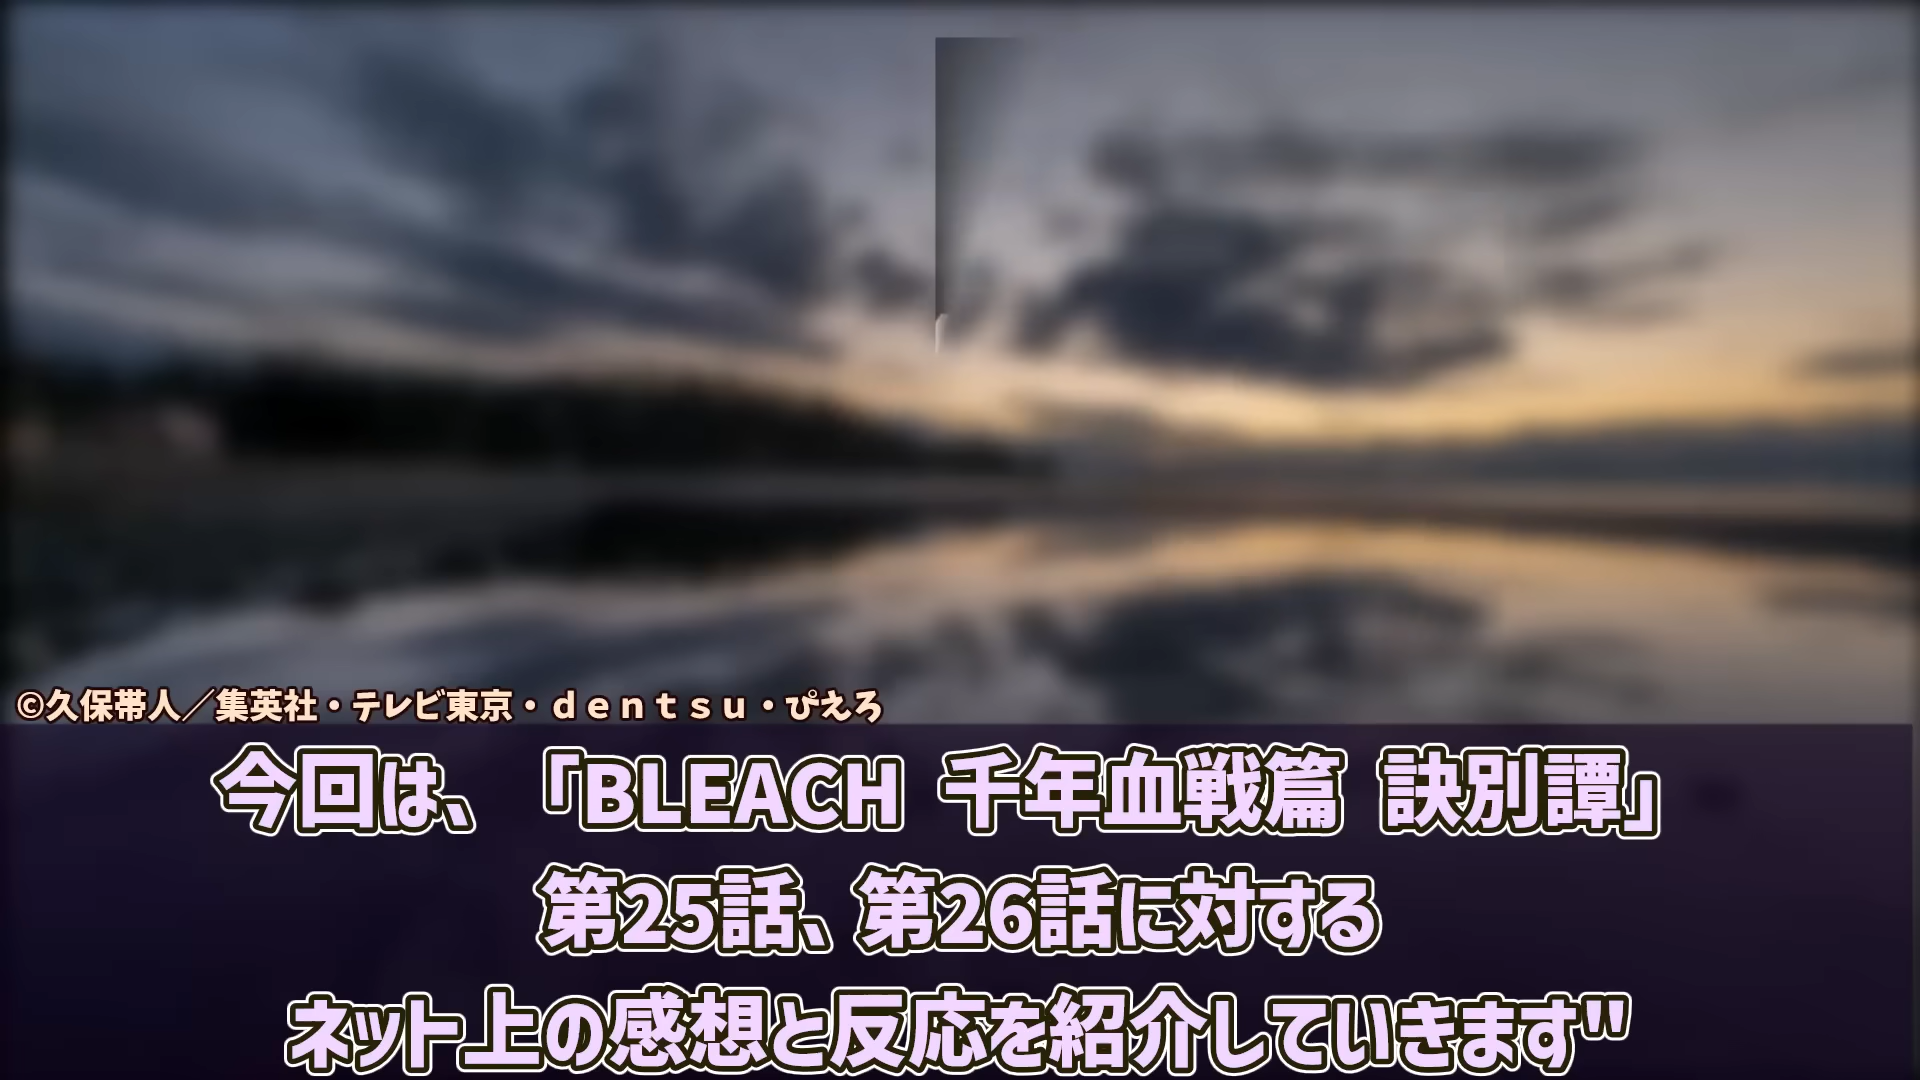 ©久保帯人／集英社・テレビ東京・ｄｅｎｔｓｕ・ぴえろ
今回は、「BLEACH 千年血戦篇 訣別譚」
第25話、第26話に対する
ネット上の感想と反応を紹介していきます"